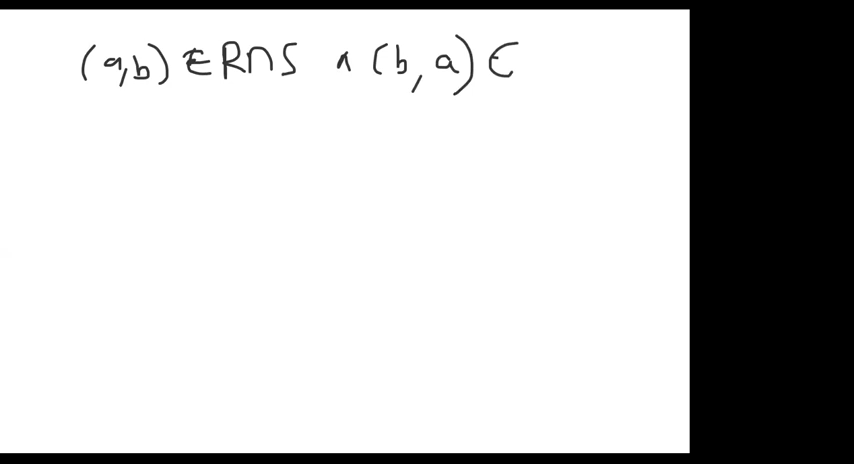 (a,b) ∈ R∩S ∧ (b, a) ∈